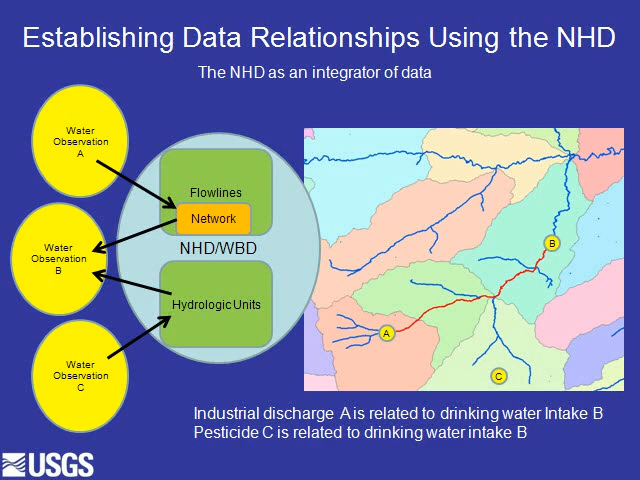 Establishing Data Relationships Using the NHD
The NHD as an integrator of data
Water
Observation
A
Flowlines
Network
Water
Observation
B
NHD/WBD
Hydrologic Units
Water
Observation
C
B
A
C
Industrial discharge A is related to drinking water Intake B
Pesticide C is related to drinking water intake B
USGS